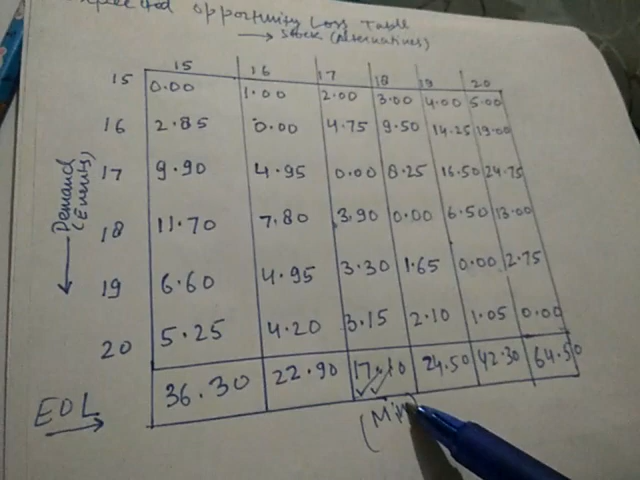 Opportunity Loss Table
→ Stock (Alternatives)
15 16 17 18 19 20
15 0.00 1.00 2.00 3.00 4.00 5.00
16 2.85 0.00 4.75 9.50 14.25 19.00
17 9.90 4.95 0.00 8.25 16.50 24.75
18 11.70 7.80 3.90 0.00 6.50 13.00
19 6.60 4.95 3.30 1.65 0.00 2.75
20 5.25 4.20 3.15 2.10 1.05 0.00
EOL 36.30 22.90 17.10 24.50 42.30 64.50
← Demand
(Min)